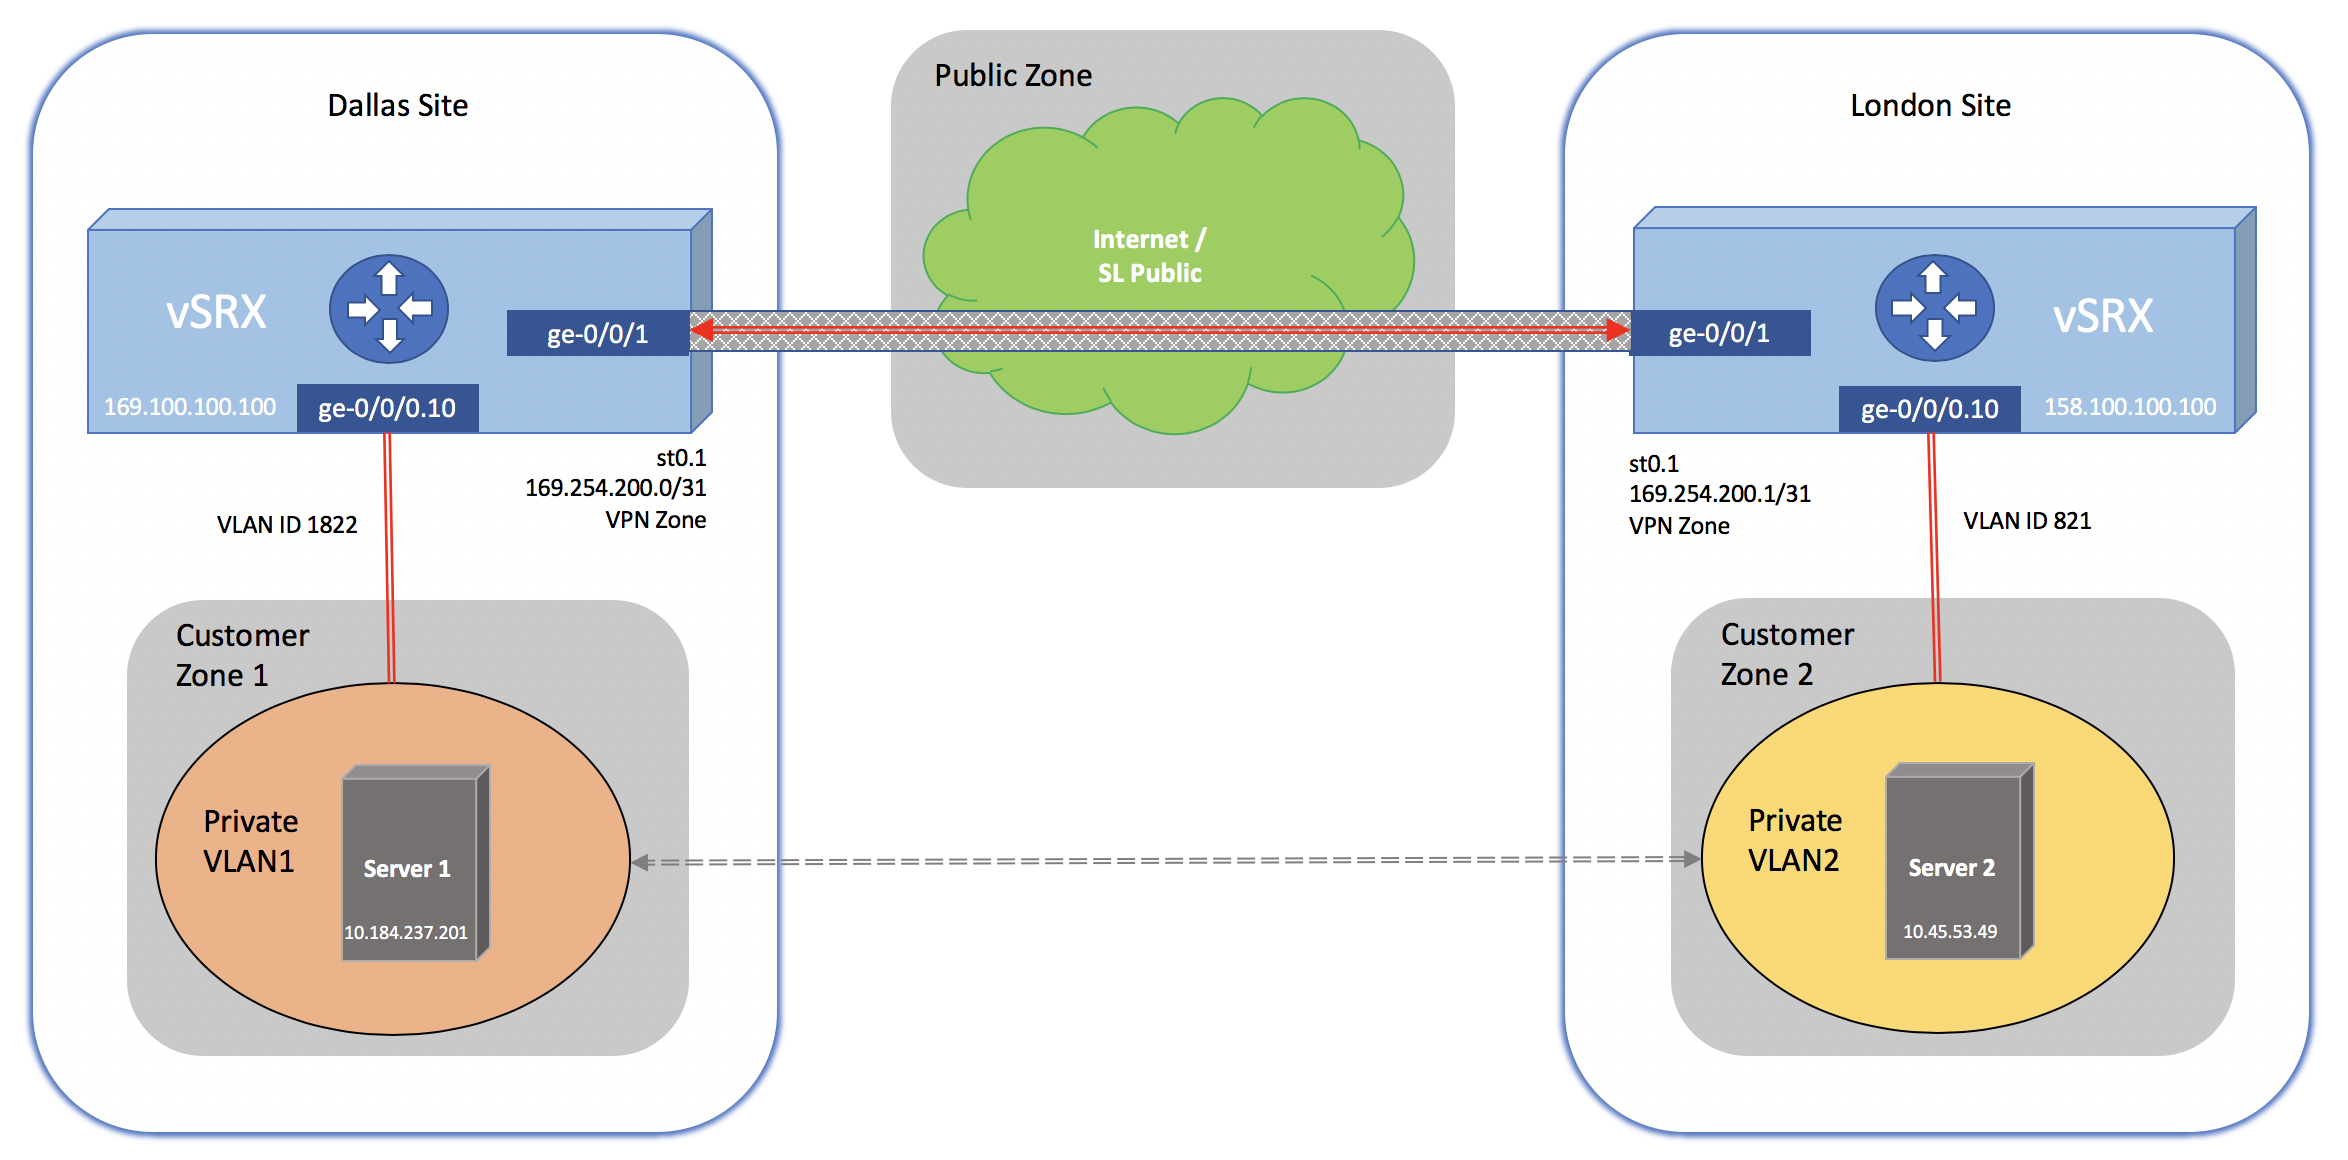 Dallas Site
Public Zone
London Site
Internet /
SL Public
vSRX
ge-0/0/1
169.100.100.100
ge-0/0/0.10
ge-0/0/1
vSRX
ge-0/0/0.10
158.100.100.100
st0.1
169.254.200.0/31
VPN Zone
VLAN ID 1822
st0.1
169.254.200.1/31
VPN Zone
VLAN ID 821
Customer
Zone 1
Private
VLAN1
Server 1
10.184.237.201
Customer
Zone 2
Private
VLAN2
Server 2
10.45.53.49